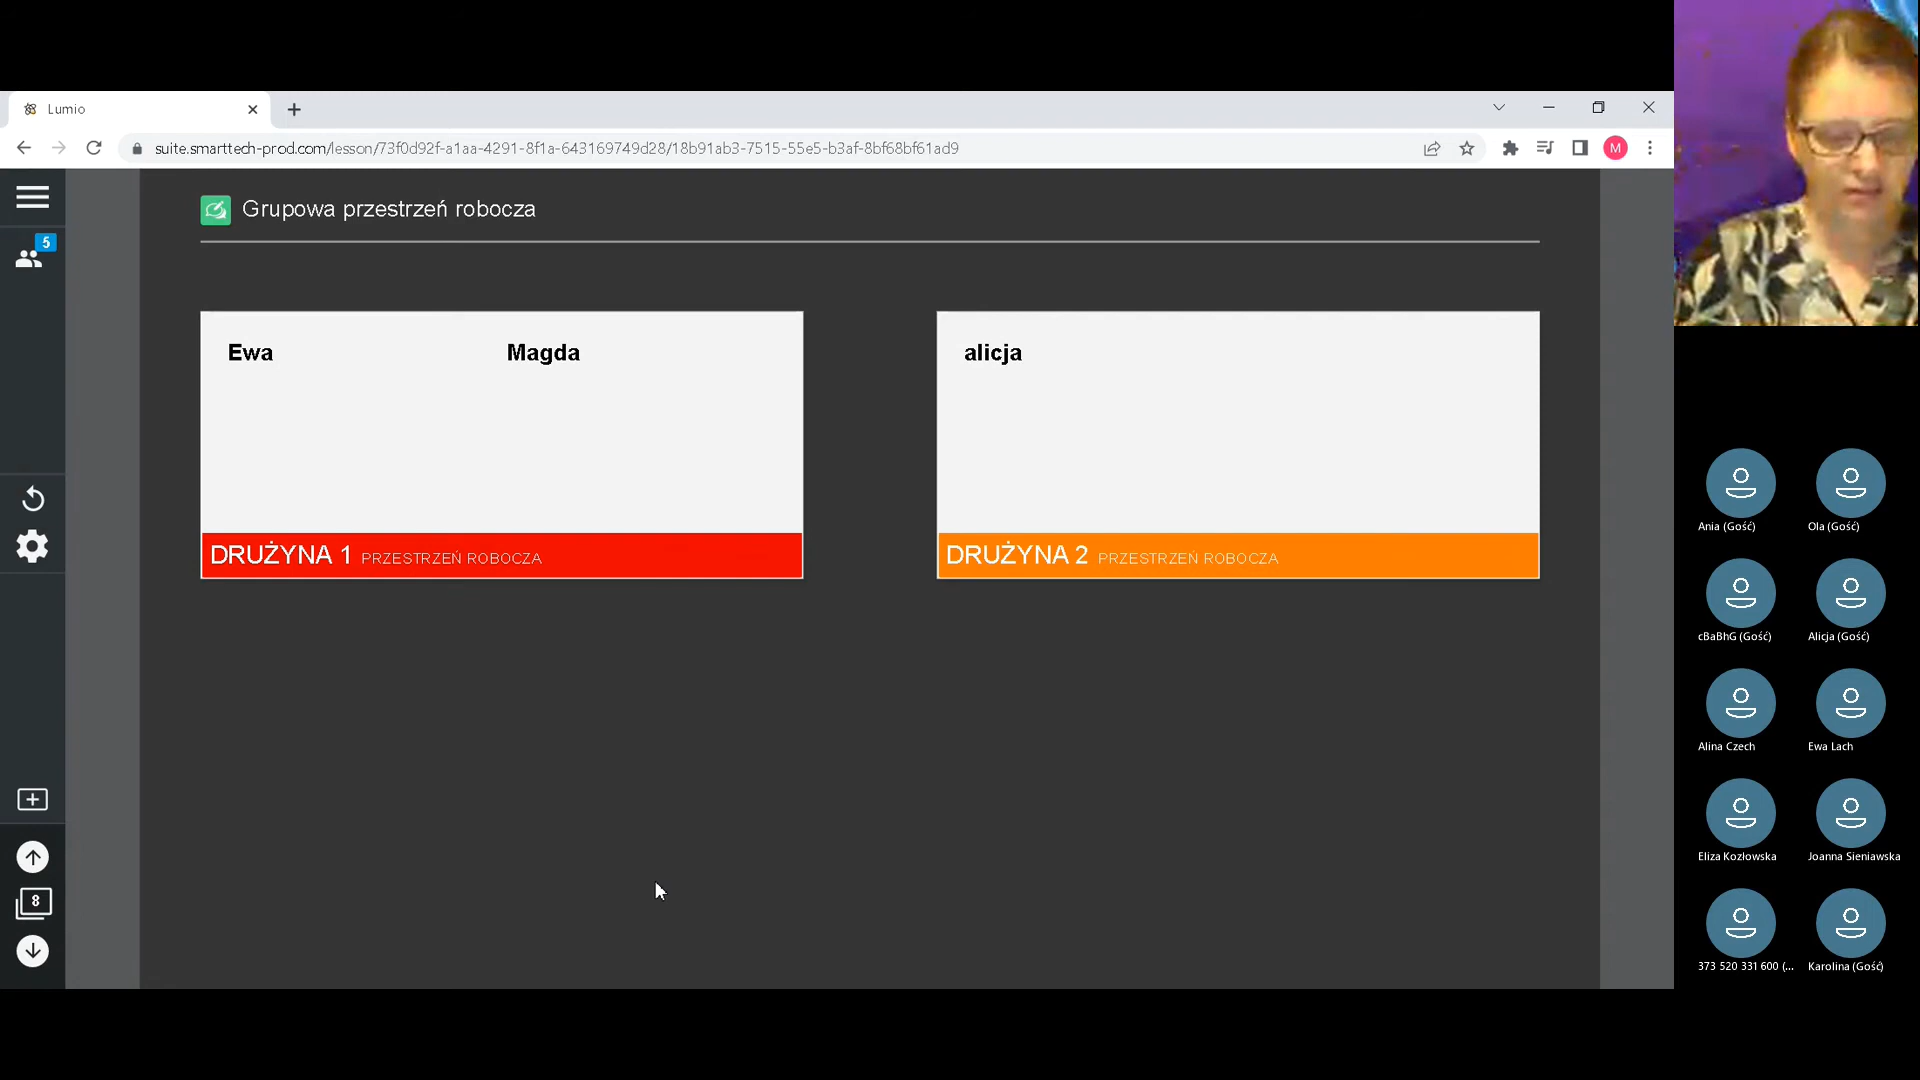 Lumio
suite.smarttech-prod.com/lesson/73f0d92f-a1aa-4291-8f1a-643169749d28/18b91ab3-7515-55e5-b3af-8bf68bf61ad9
M
5
Grupowa przestrzeń robocza
Ewa Magda
DRUŻYNA 1 PRZESTRZEŃ ROBOCZA
alicja
DRUŻYNA 2 PRZESTRZEŃ ROBOCZA
8
Ania (Gość) Ola (Gość)
cBaBhG (Gość) Alicja (Gość)
Alina Czech Ewa Lach
Eliza Kozłowska Joanna Sieniawska
373 520 331 600 (... Karolina (Gość)